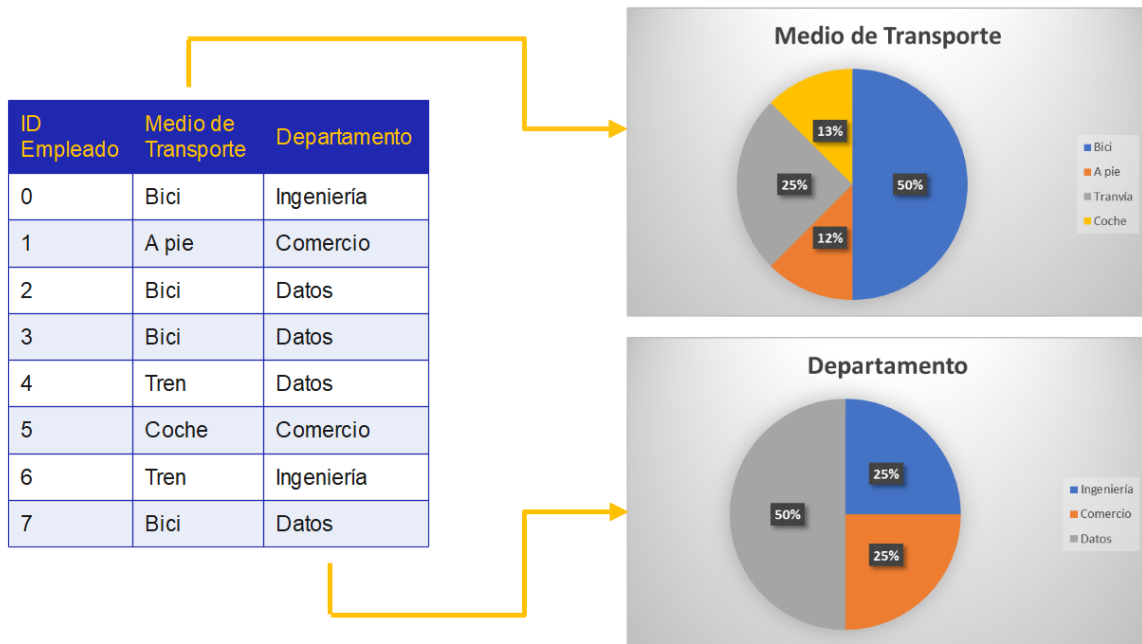 ID
Empleado
Medio de
Transporte
Departamento
0 Bici Ingeniería
1 A pie Comercio
2 Bici Datos
3 Bici Datos
4 Tren Datos
5 Coche Comercio
6 Tren Ingeniería
7 Bici Datos
Medio de Transporte
13%
25%
50%
12%
Bici
A pie
Tranvía
Coche
Departamento
25%
50%
25%
Ingeniería
Comercio
Datos